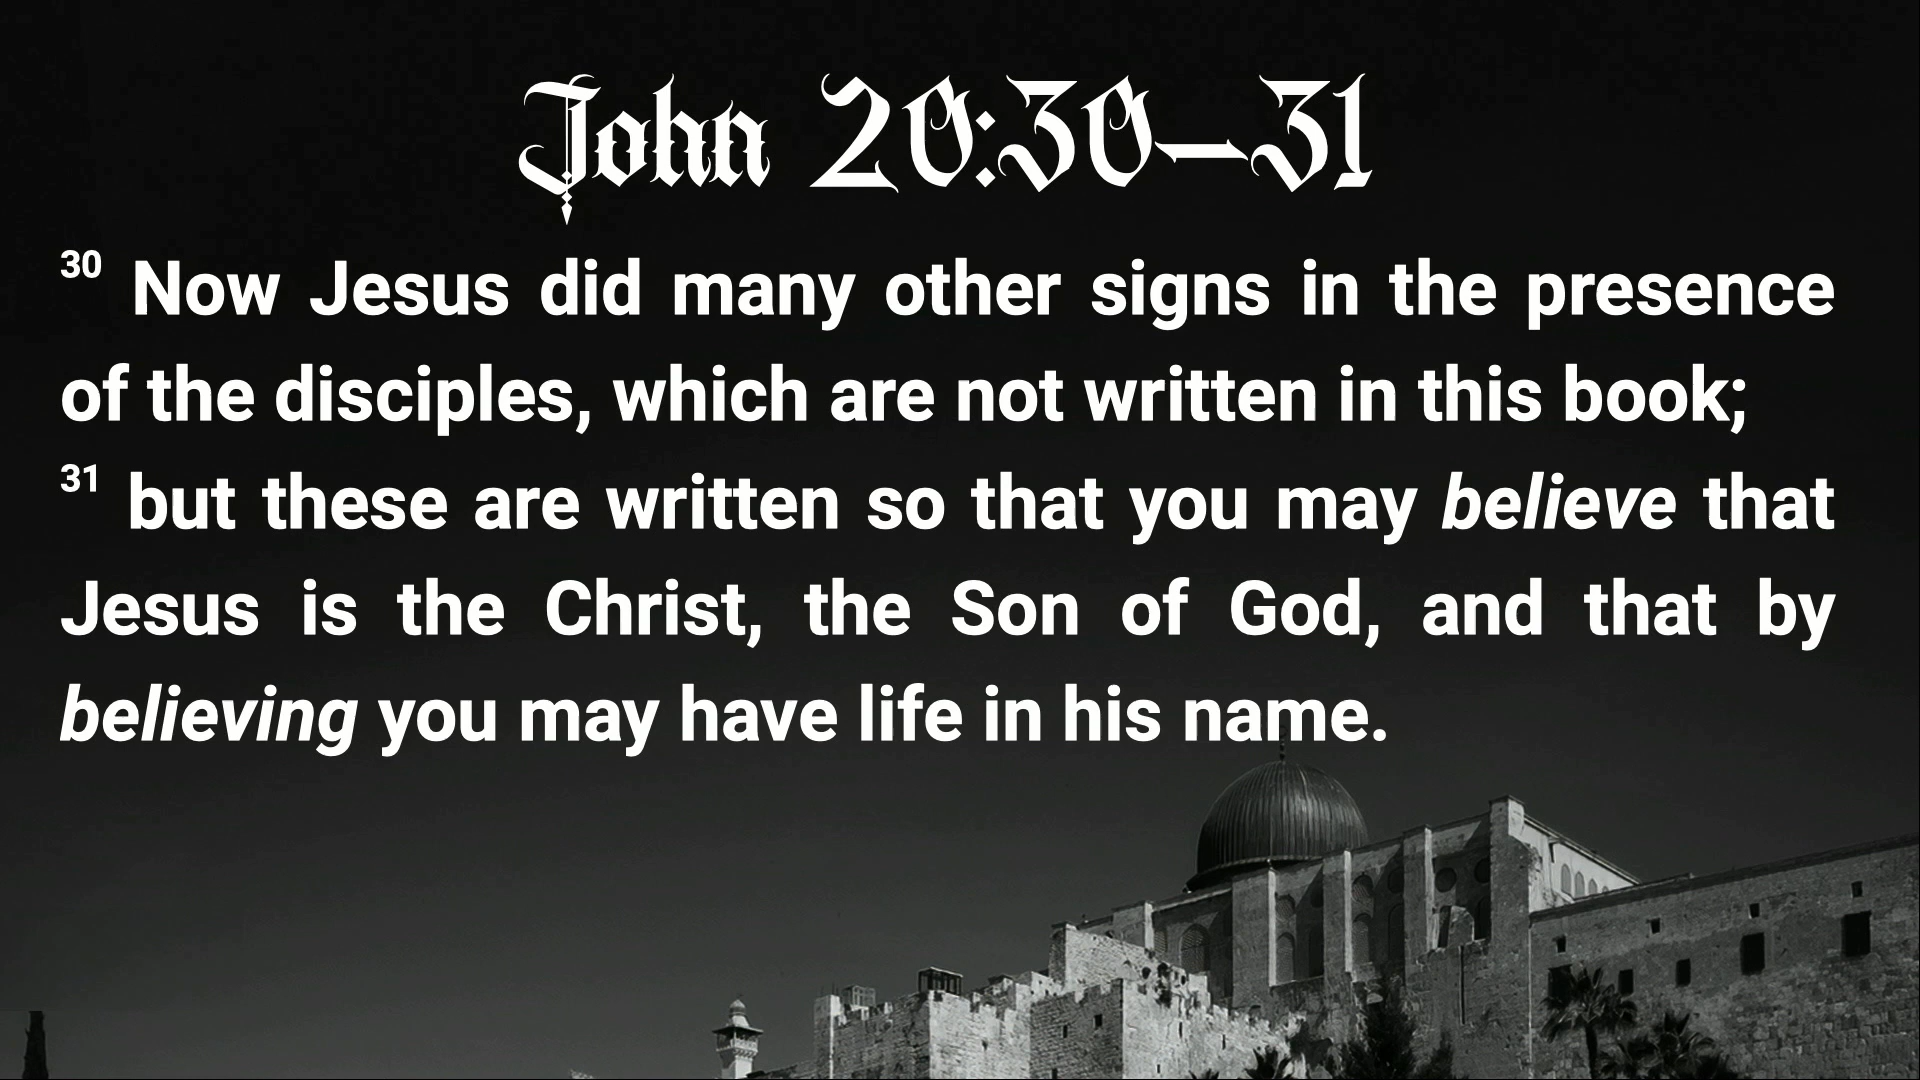 John 20:30–31
30 Now Jesus did many other signs in the presence
of the disciples, which are not written in this book;
31 but these are written so that you may believe that
Jesus is the Christ, the Son of God, and that by
believing you may have life in his name.